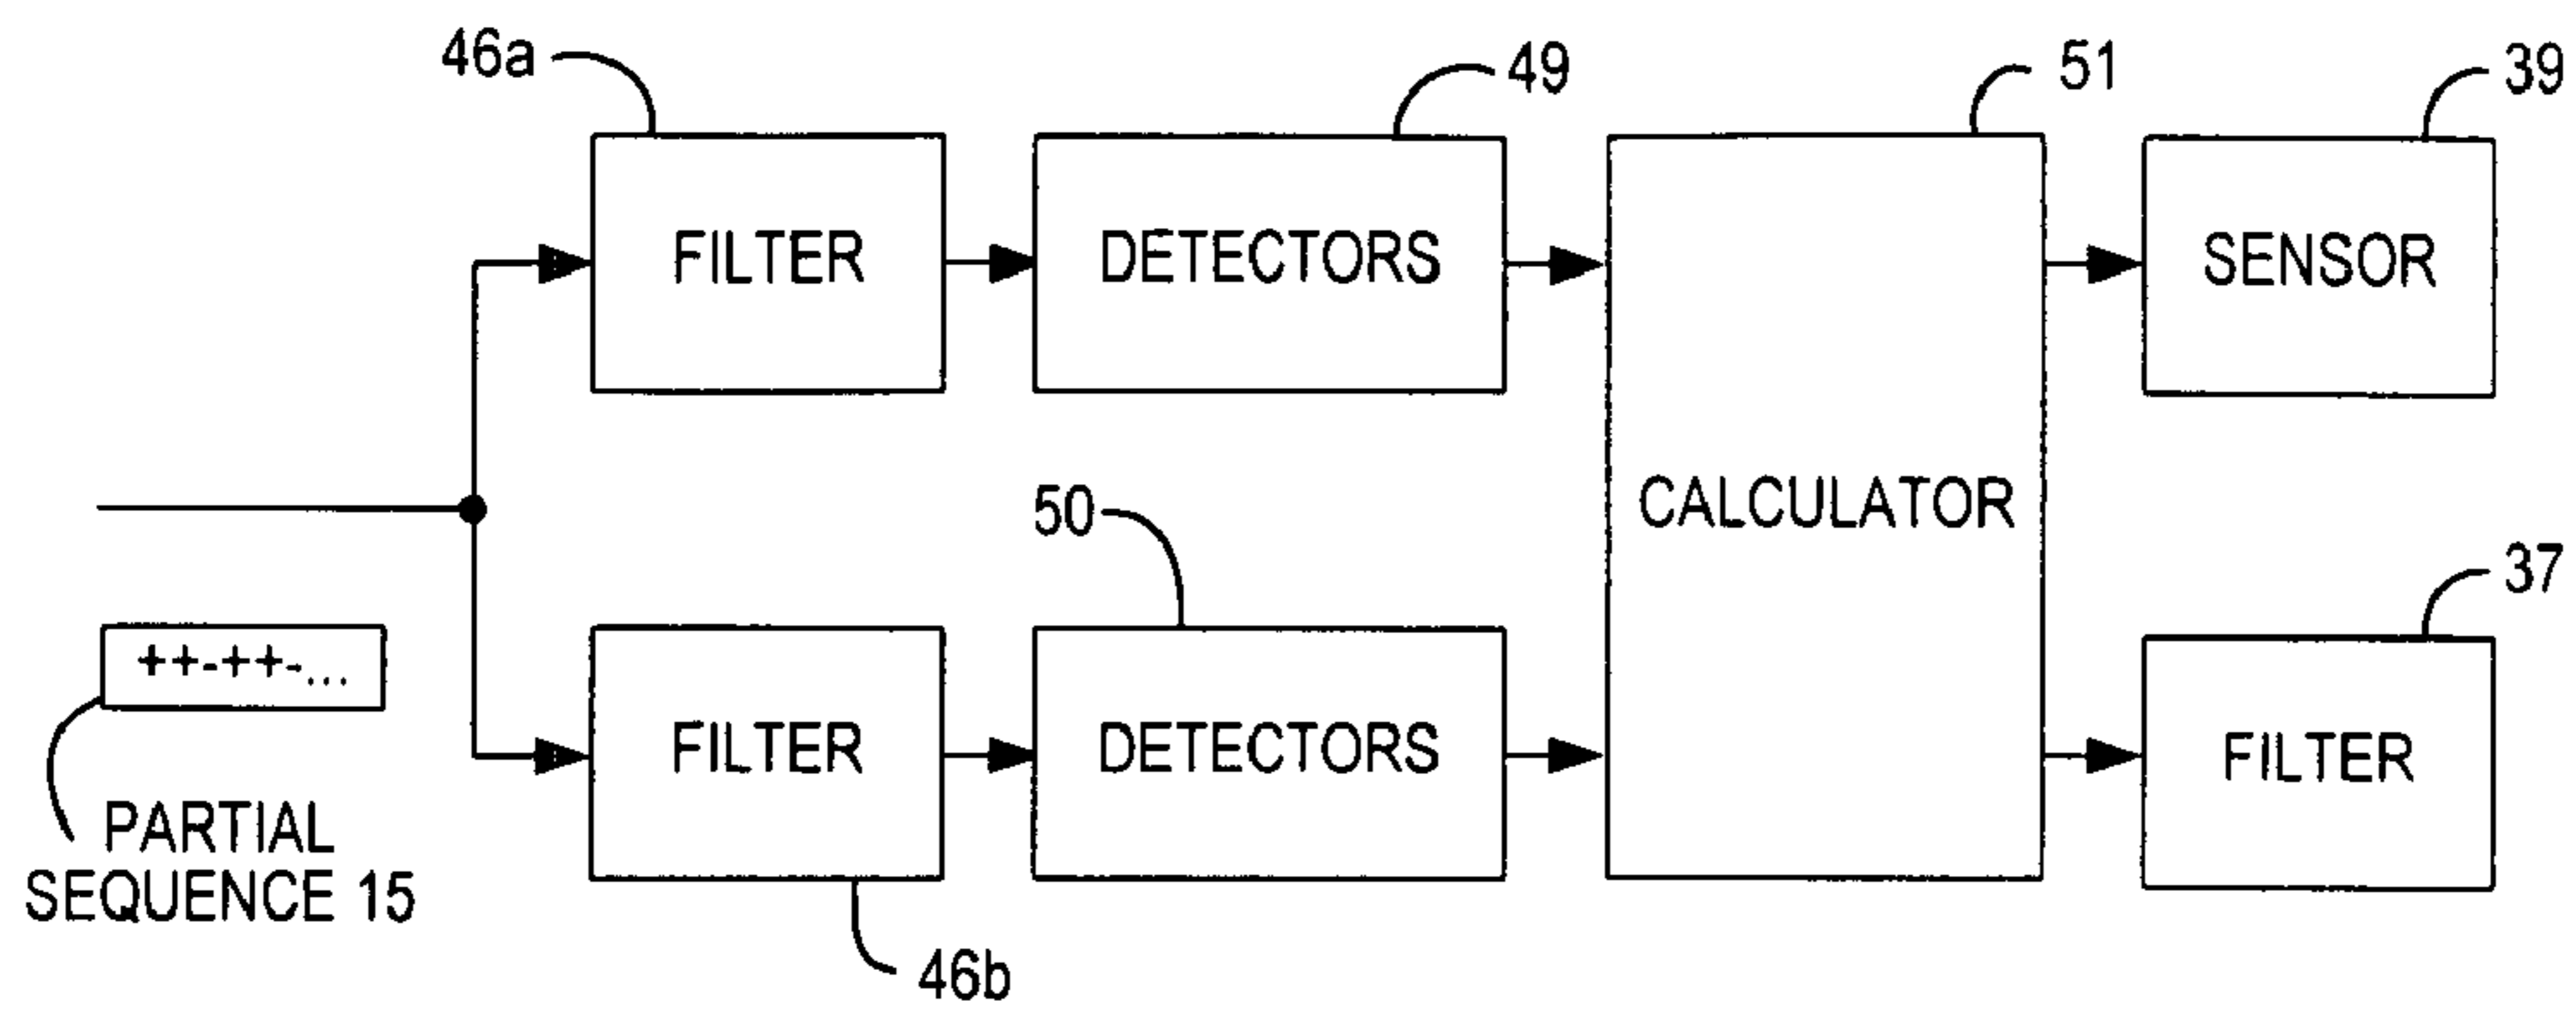 46a
49
51
39
FILTER
DETECTORS
SENSOR
CALCULATOR
50
37
++-++-...
FILTER
DETECTORS
FILTER
PARTIAL
SEQUENCE 15
46b